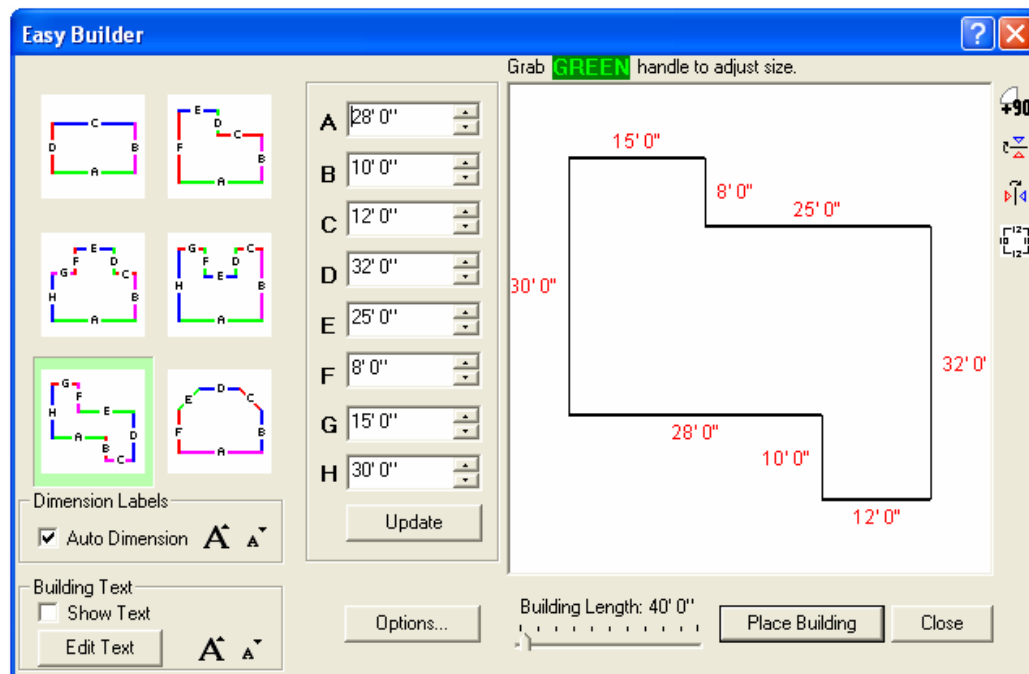 Easy Builder
Grab GREEN handle to adjust size.
C
D
B
A
E
D
C
F
B
A
E
G
F
D
C
H
B
A
G
C
F
D
E
H
B
A
G
F
H
E
A
D
B
C
D
E
C
F
B
A
A 28' 0"
B 10' 0"
C 12' 0"
D 32' 0"
E 25' 0"
F 8' 0"
G 15' 0"
H 30' 0"
Update
15' 0"
8' 0"
25' 0"
30' 0"
32' 0'
28' 0"
10' 0"
12' 0"
+90
12
10
12
Dimension Labels
Auto Dimension A A
Building Text
Show Text
Edit Text A A
Options...
Building Length: 40' 0"
Place Building
Close